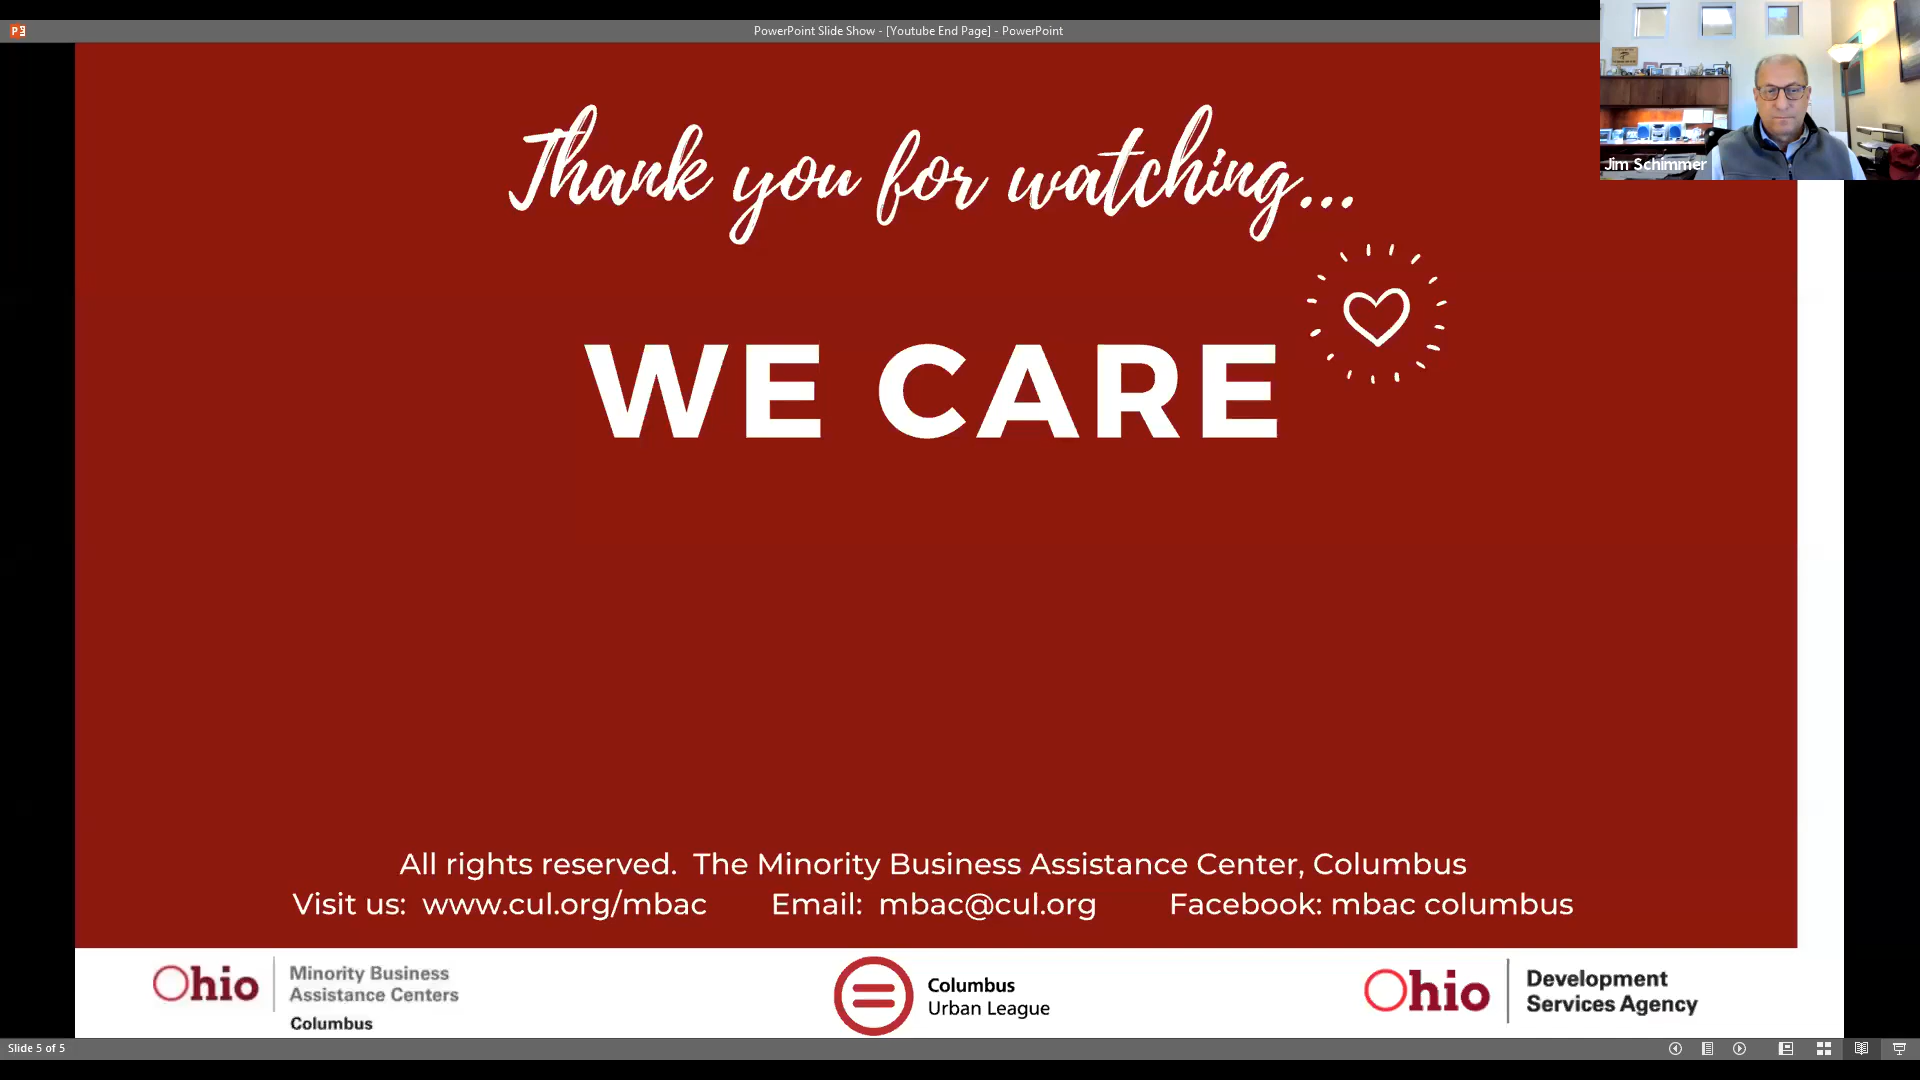 PowerPoint Slide Show - [Youtube End Page] - PowerPoint
Jim Schimmer
Thank you for watching...
WE CARE
All rights reserved. The Minority Business Assistance Center, Columbus
Visit us: www.cul.org/mbac Email: mbac@cul.org Facebook: mbac columbus
Ohio Minority Business
Assistance Centers
Columbus
Columbus
Urban League
Ohio Development
Services Agency
Slide 5 of 5